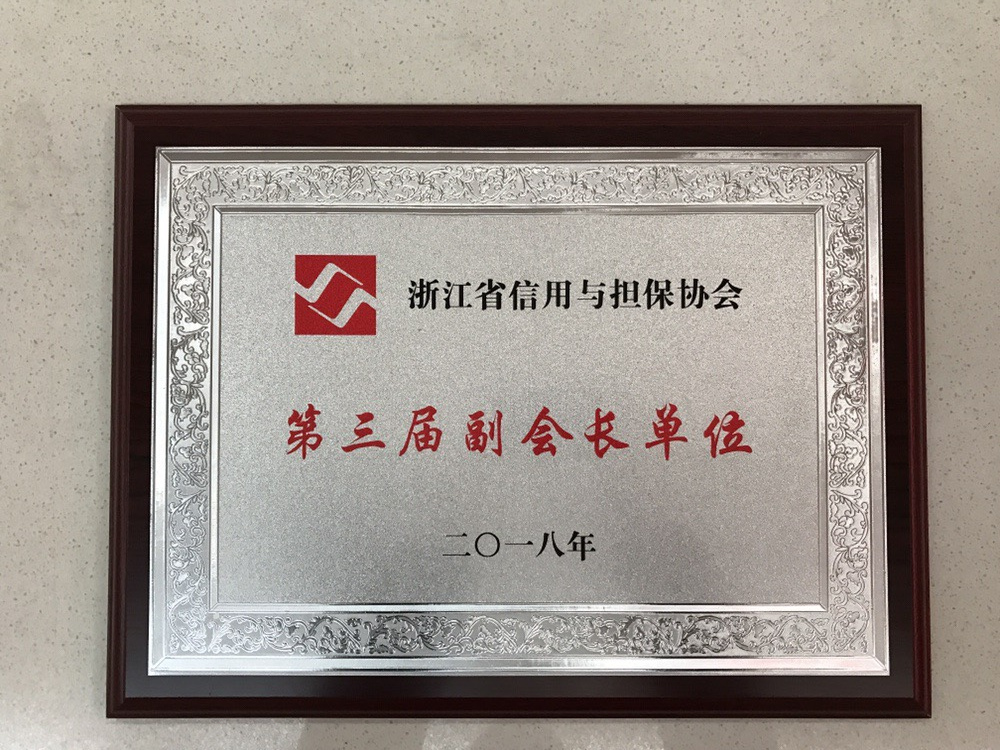 浙江省信用与担保协会
第三届副会长单位
二〇一八年